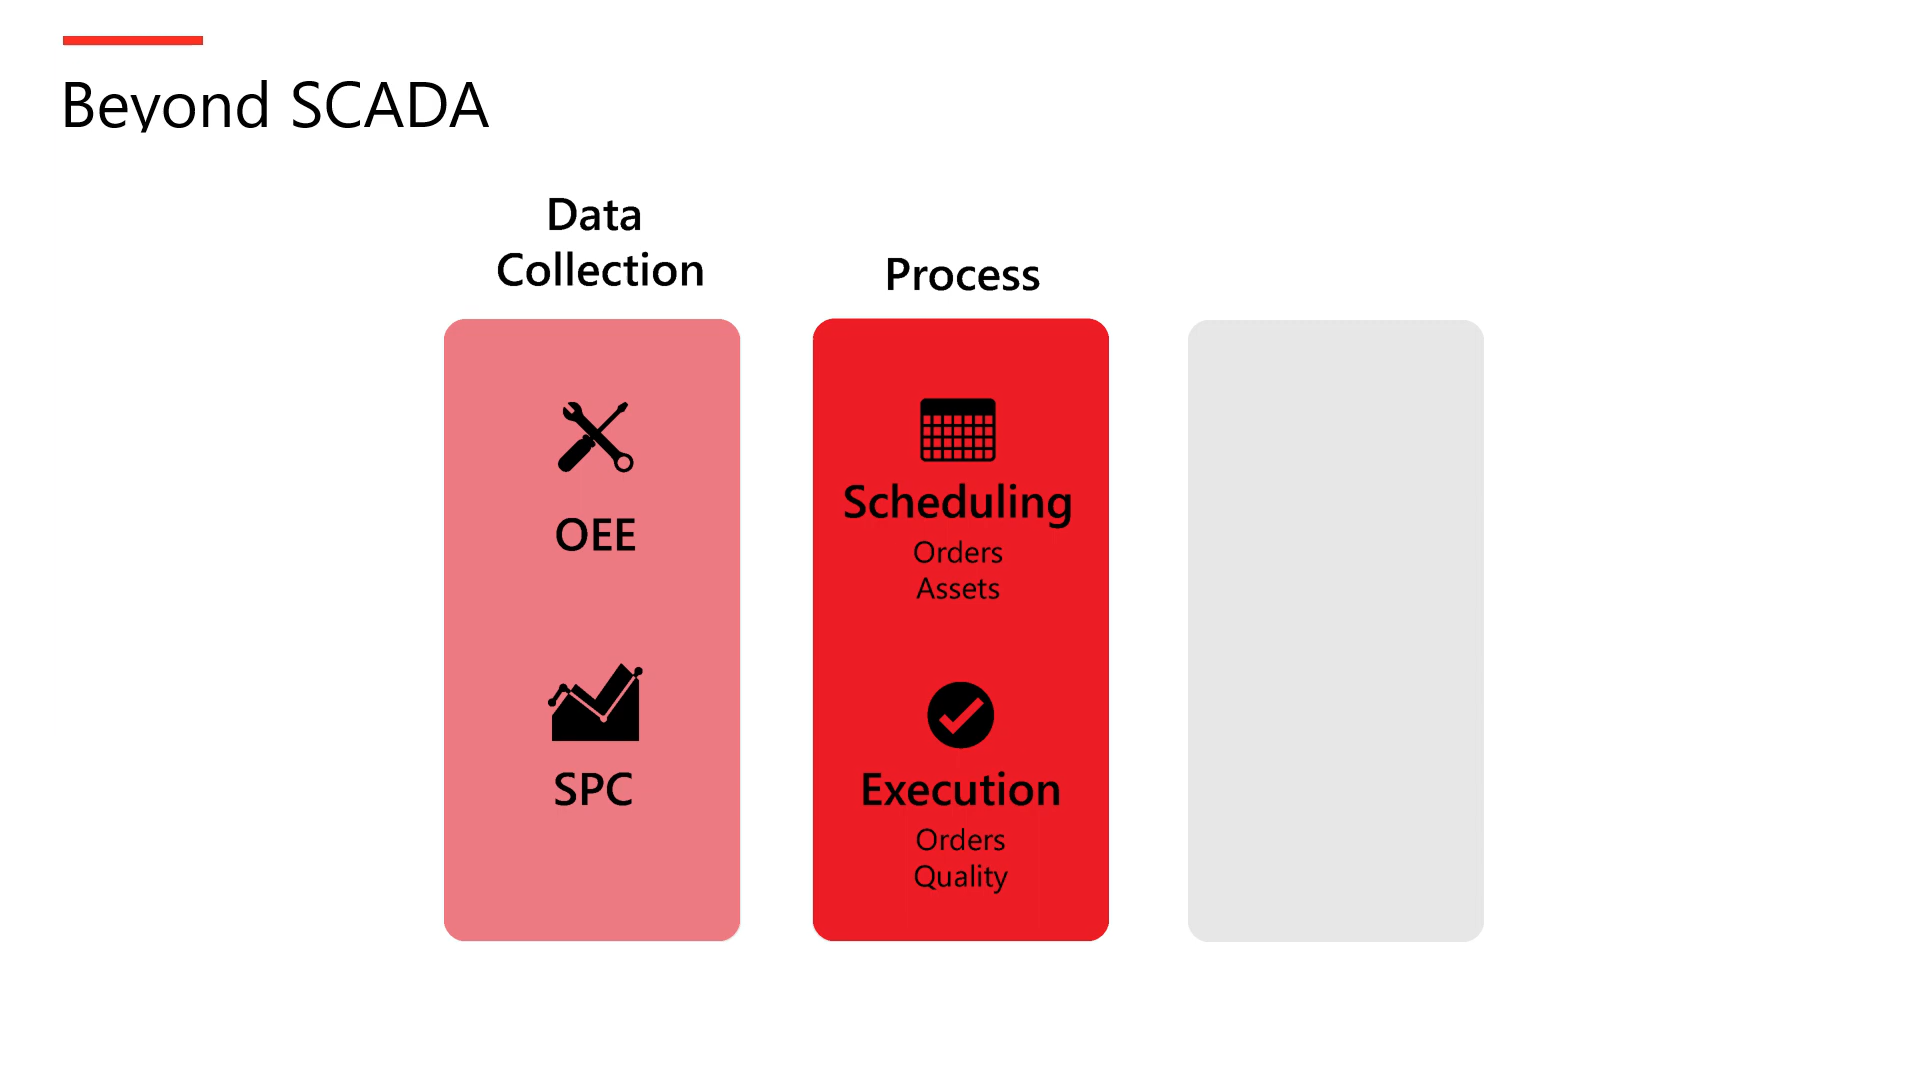 Beyond SCADA
Data
Collection
OEE
SPC
Process
Scheduling
Orders
Assets
Execution
Orders
Quality